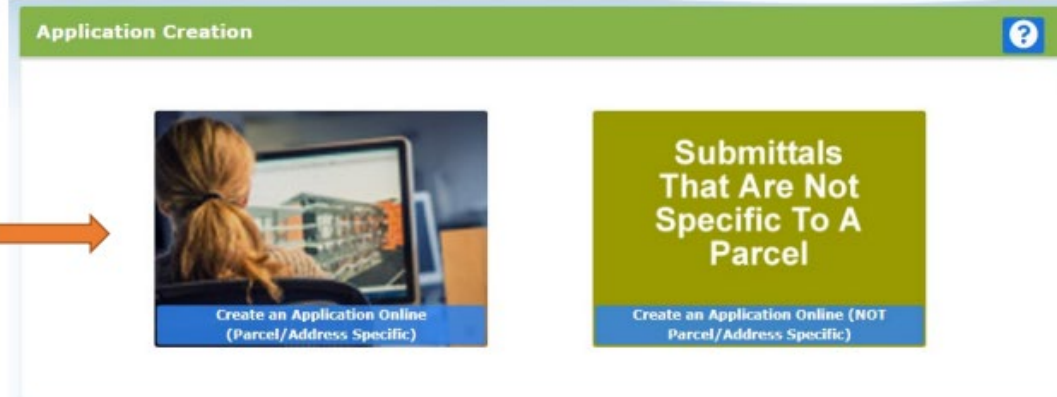 Application Creation
?
Create an Application Online
(Parcel/Address Specific)
Submittals
That Are Not
Specific To A
Parcel
Create an Application Online (NOT
Parcel/Address Specific)